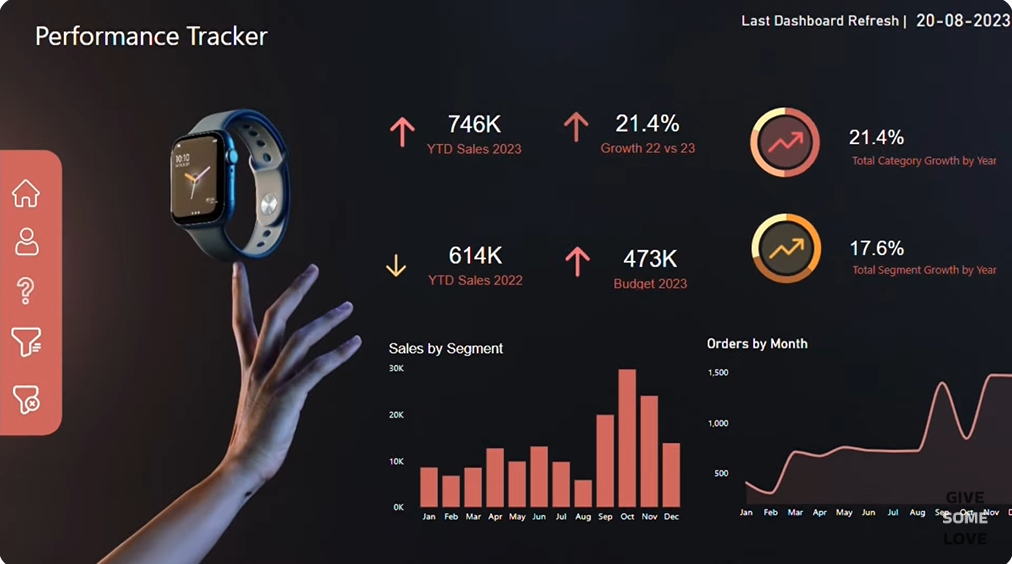 Performance Tracker
Last Dashboard Refresh | 20-08-2023
10:10
746K
YTD Sales 2023
21.4%
Growth 22 vs 23
21.4%
Total Category Growth by Year
614K
YTD Sales 2022
473K
Budget 2023
17.6%
Total Segment Growth by Year
Sales by Segment
30K
20K
10K
0K
Jan Feb Mar Apr May Jun Jul Aug Sep Oct Nov Dec
Orders by Month
1,500
1,000
500
Jan Feb Mar Apr May Jun Jul Aug Sep Oct Nov D
GIVE
SOME
LOVE